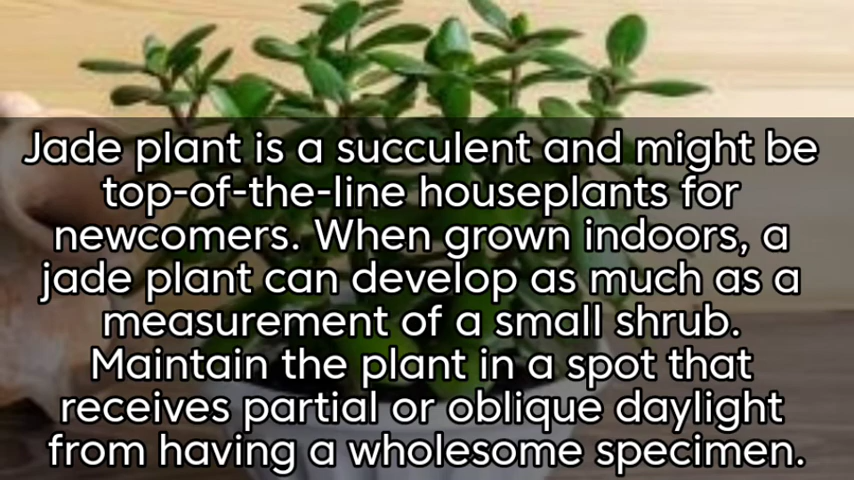 Jade plant is a succulent and might be
top-of-the-line houseplants for
newcomers. When grown indoors, a
jade plant can develop as much as a
measurement of a small shrub.
Maintain the plant in a spot that
receives partial or oblique daylight
from having a wholesome specimen.